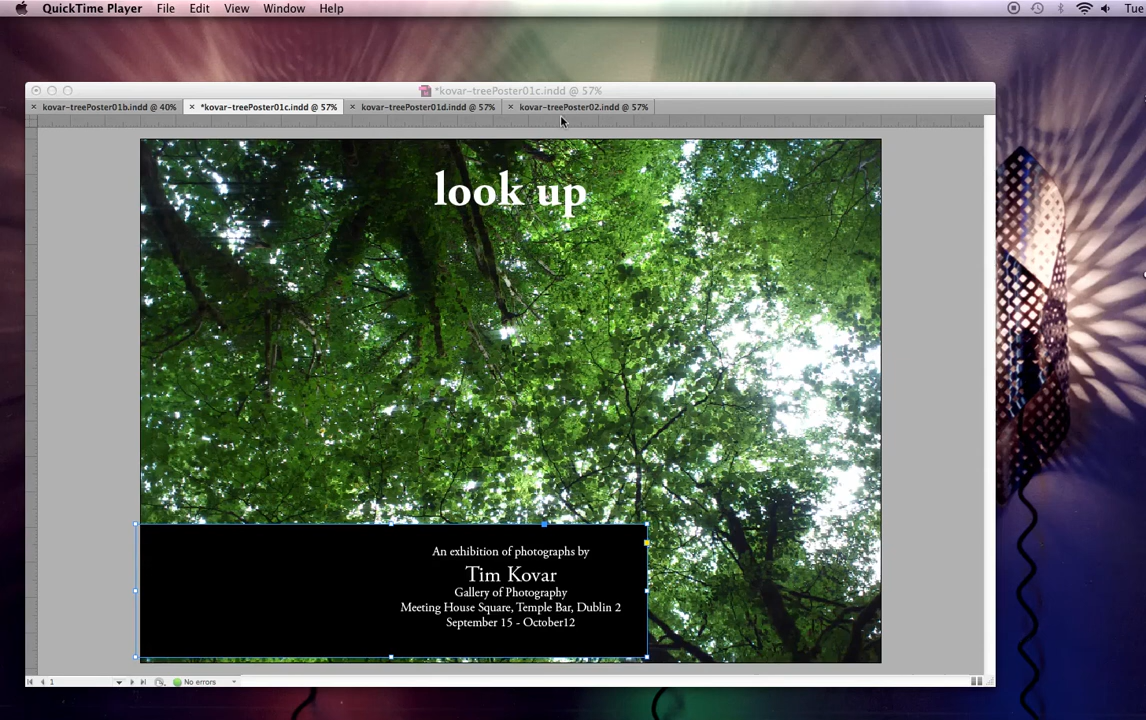 QuickTime Player File Edit View Window Help Tue
*kovar-treePoster01c.indd @ 57%
× kovar-treePoster01b.indd @ 40% × *kovar-treePoster01c.indd @ 57% × kovar-treePoster01d.indd @ 57% × kovar-treePoster02.indd @ 57%
look up
An exhibition of photographs by
Tim Kovar
Gallery of Photography
Meeting House Square, Temple Bar, Dublin 2
September 15 - October12
1 No errors